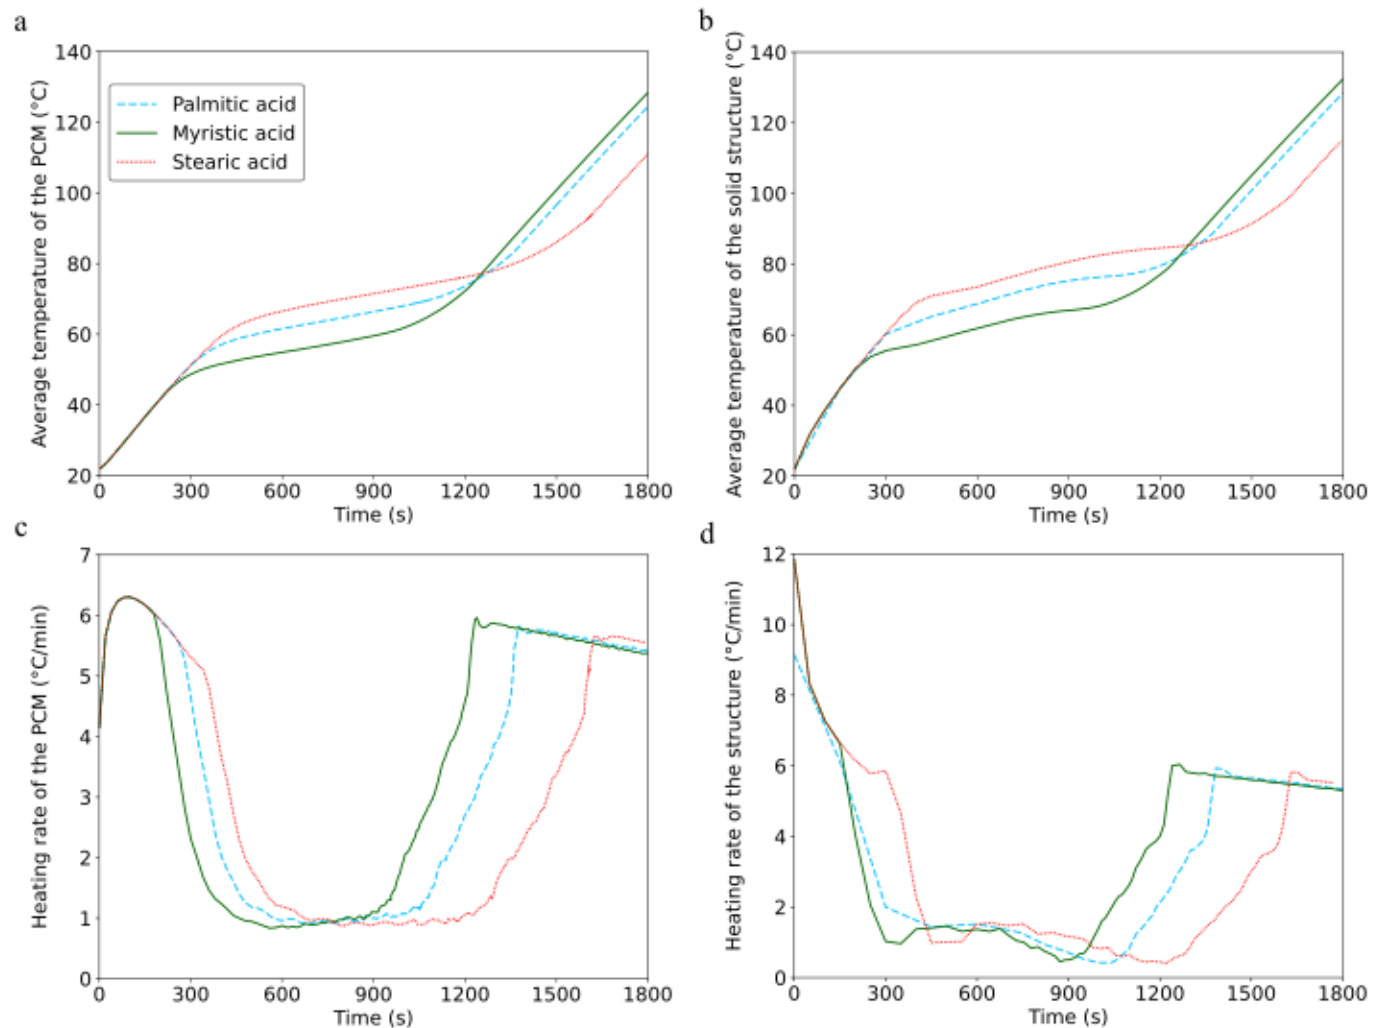 a
Average temperature of the PCM (°C)
140
120
100
80
60
40
20
Palmitic acid
Myristic acid
Stearic acid
0 300 600 900 1200 1500 1800
Time (s)
b
Average temperature of the solid structure (°C)
140
120
100
80
60
40
20
0 300 600 900 1200 1500 1800
Time (s)
c
Heating rate of the PCM (°C/min)
7
6
5
4
3
2
1
0
0 300 600 900 1200 1500 1800
Time (s)
d
Heating rate of the structure (°C/min)
12
10
8
6
4
2
0
0 300 600 900 1200 1500 1800
Time (s)